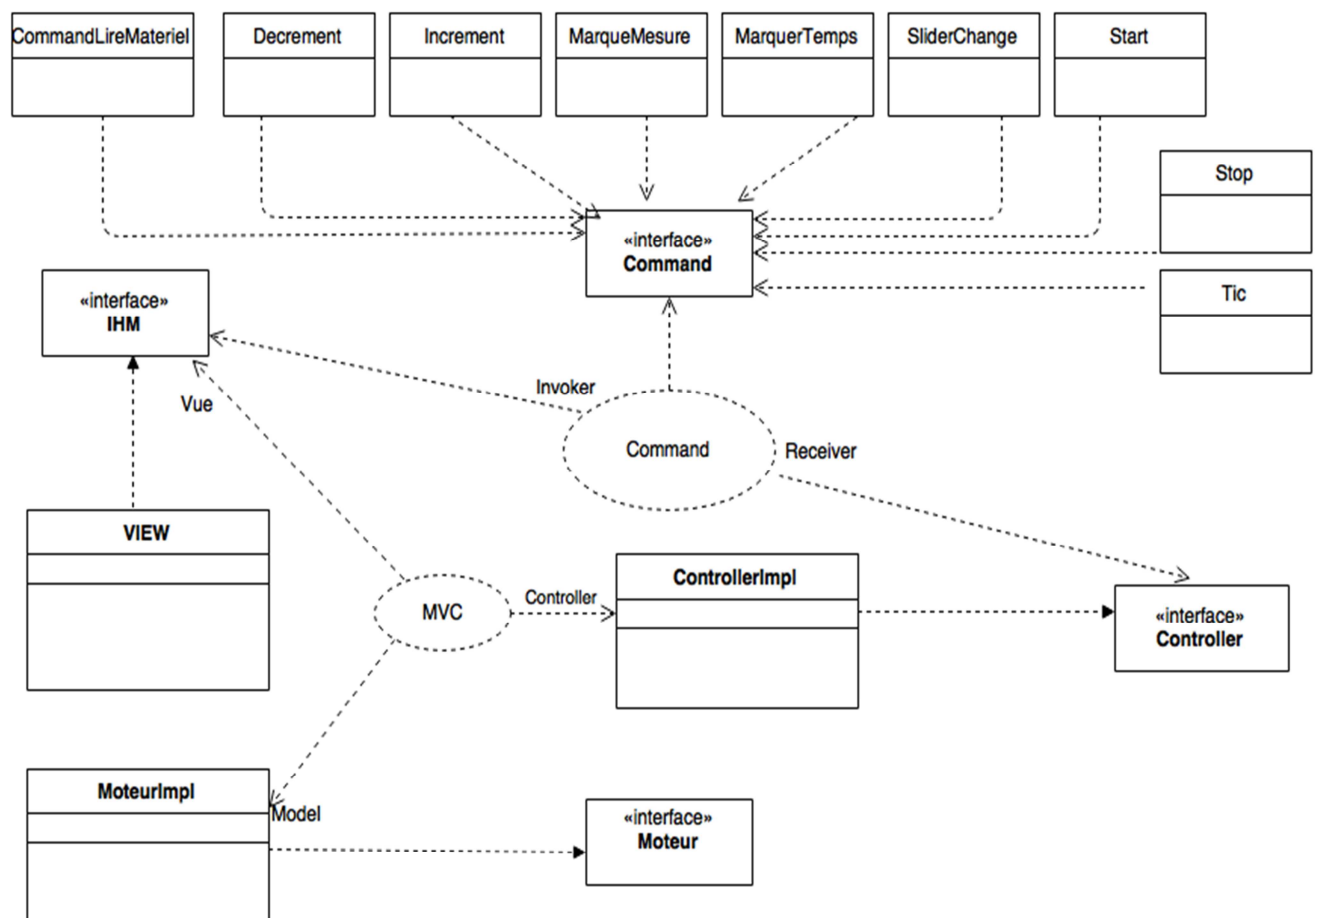 CommandLireMateriel
Decrement
Increment
MarqueMesure
MarquerTemps
SliderChange
Start
Stop
«interface»
Command
Tic
«interface»
IHM
Invoker
Vue
Command
Receiver
VIEW
ControllerImpl
MVC
Controller
«interface»
Controller
MoteurImpl
Model
«interface»
Moteur